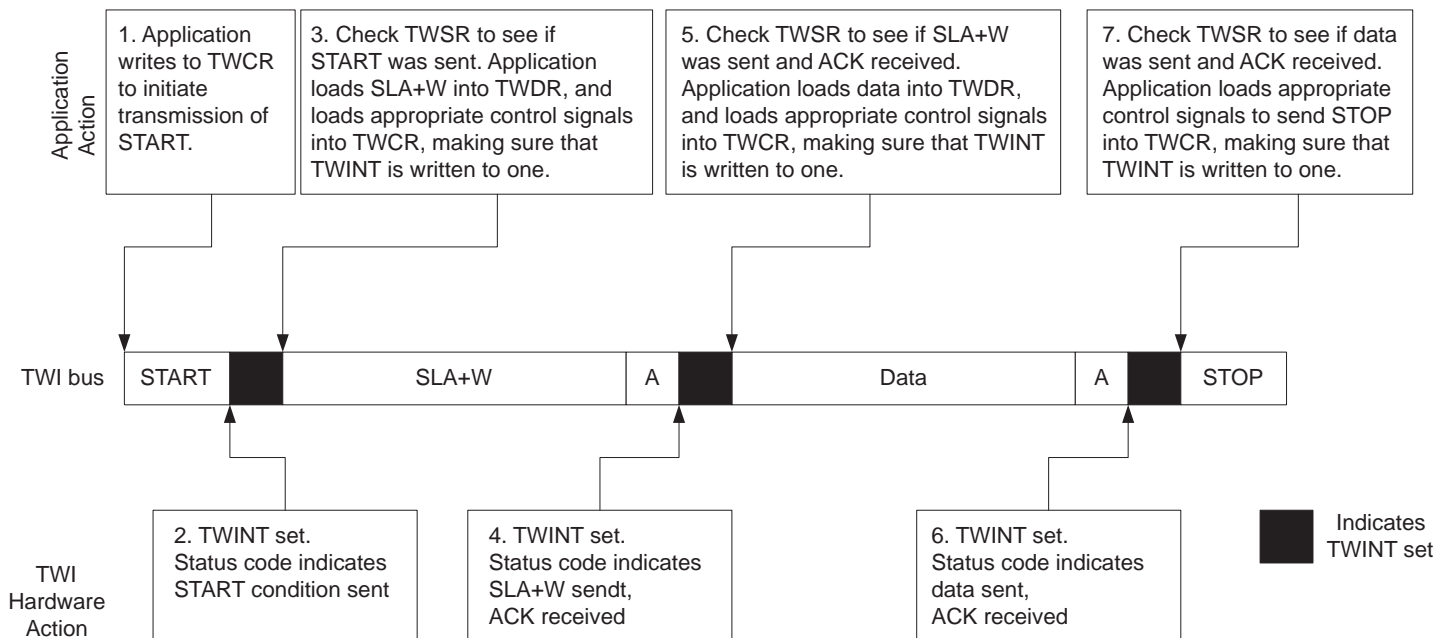 Application
Action
1. Application
writes to TWCR
to initiate
transmission of
START.
3. Check TWSR to see if
START was sent. Application
loads SLA+W into TWDR, and
loads appropriate control signals
into TWCR, making sure that
TWINT is written to one.
5. Check TWSR to see if SLA+W
was sent and ACK received.
Application loads data into TWDR,
and loads appropriate control signals
into TWCR, making sure that TWINT
is written to one.
7. Check TWSR to see if data
was sent and ACK received.
Application loads appropriate
control signals to send STOP
into TWCR, making sure that
TWINT is written to one.
TWI bus
START
SLA+W
A
Data
A
STOP
TWI
Hardware
Action
2. TWINT set.
Status code indicates
START condition sent
4. TWINT set.
Status code indicates
SLA+W sendt,
ACK received
6. TWINT set.
Status code indicates
data sent,
ACK received
Indicates
TWINT set